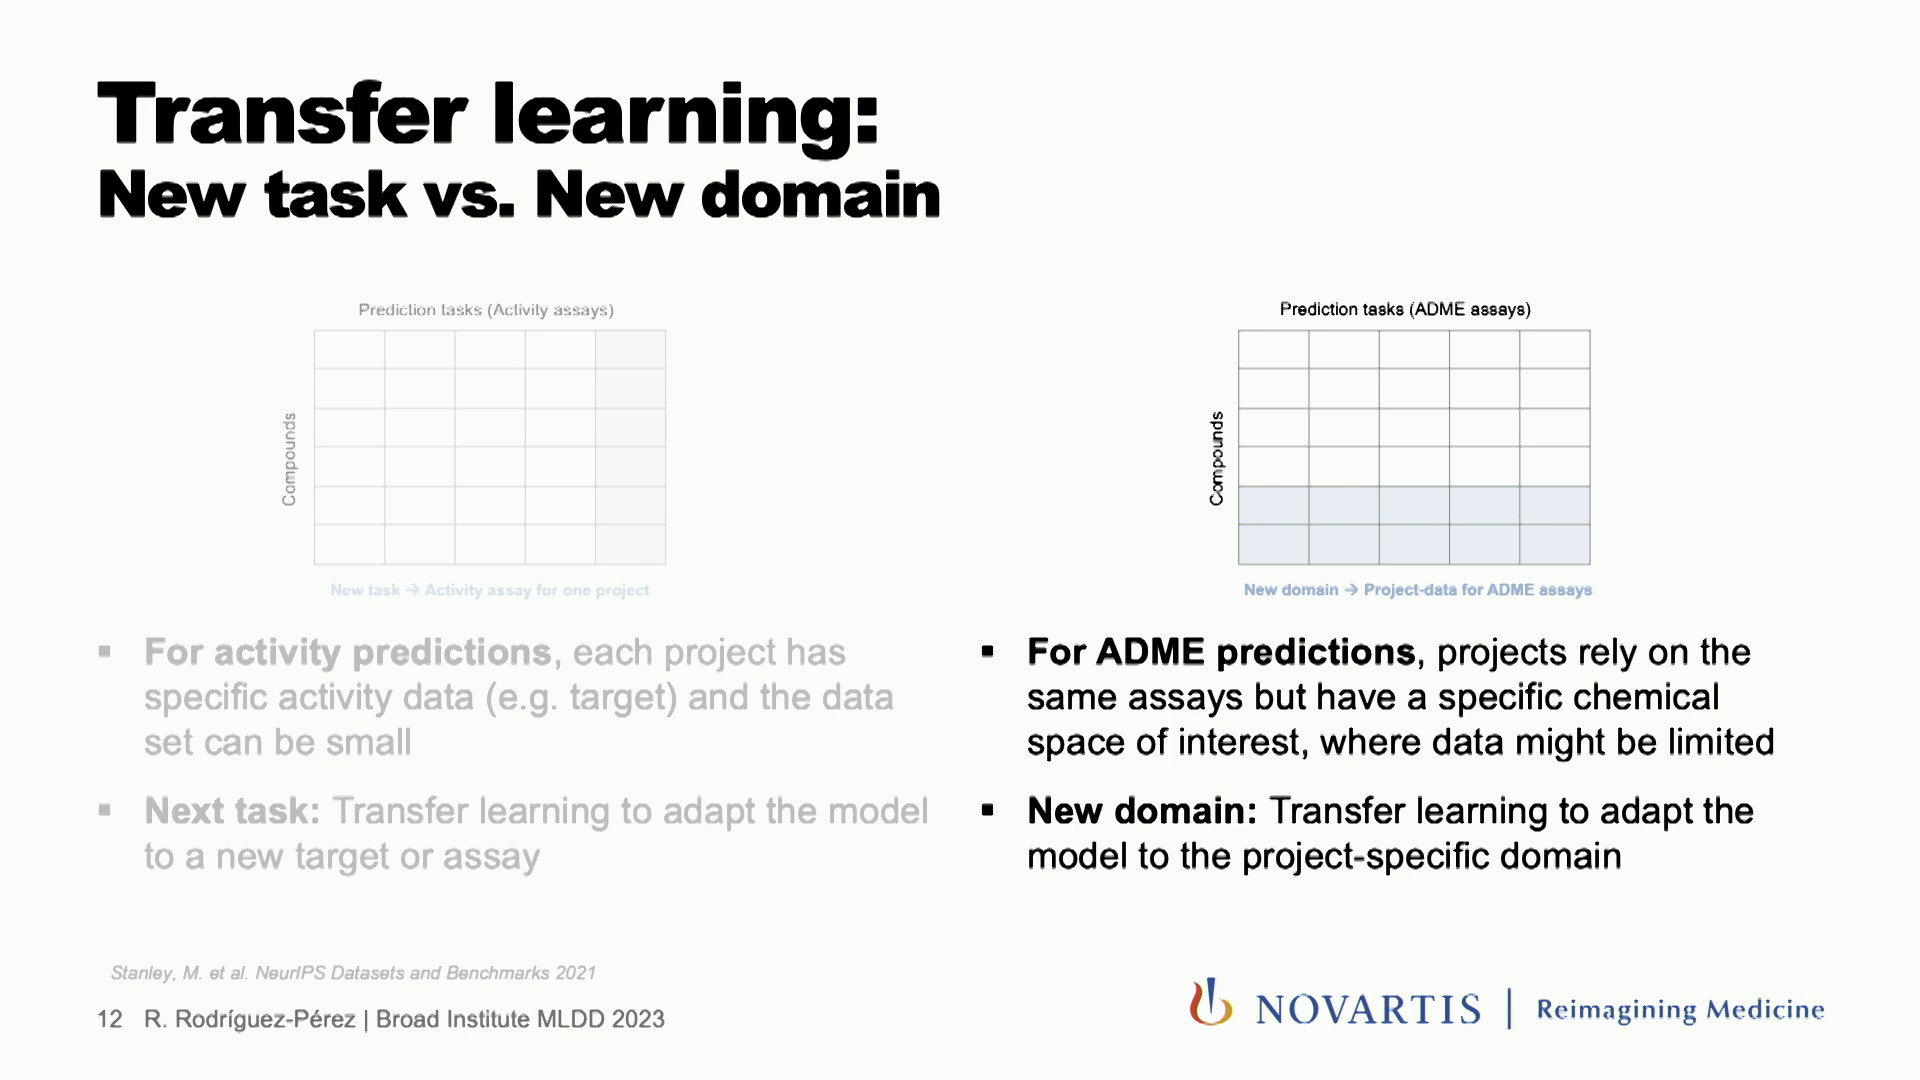 Transfer learning:
New task vs. New domain
Prediction tasks (Activity assays)
Compounds
New task → Activity assay for one project
▪ For activity predictions, each project has
specific activity data (e.g. target) and the data
set can be small
▪ Next task: Transfer learning to adapt the model
to a new target or assay
Prediction tasks (ADME assays)
Compounds
New domain → Project-data for ADME assays
▪ For ADME predictions, projects rely on the
same assays but have a specific chemical
space of interest, where data might be limited
▪ New domain: Transfer learning to adapt the
model to the project-specific domain
Stanley, M. et al. NeurIPS Datasets and Benchmarks 2021
12 R. Rodríguez-Pérez | Broad Institute MLDD 2023
NOVARTIS | Reimagining Medicine